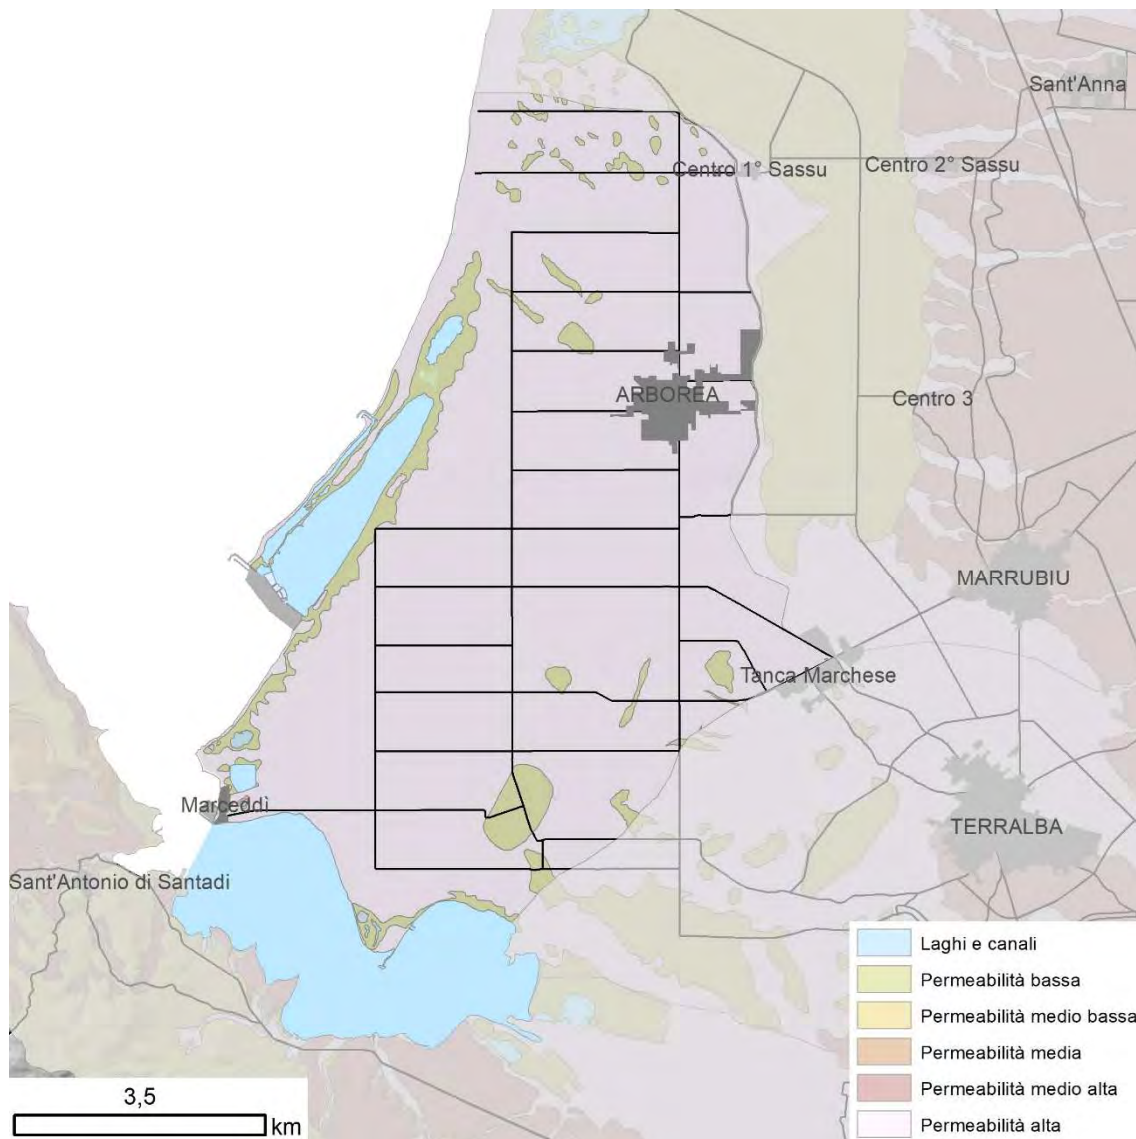 Sant'Anna
Centro 1° Sassu
Centro 2° Sassu
ARBOREA
Centro 3
MARRUBIU
Tanca Marchese
Marceddì
TERRALBA
Sant'Antonio di Santadi
Laghi e canali
Permeabilità bassa
Permeabilità medio bassa
Permeabilità media
Permeabilità medio alta
Permeabilità alta
3,5
km